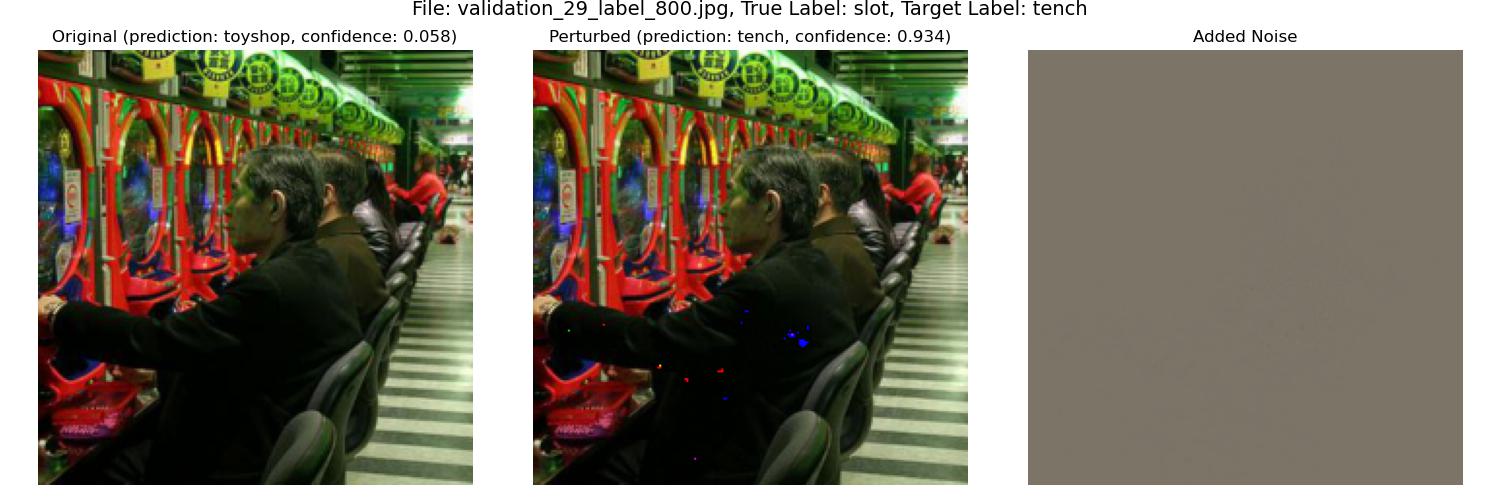 File: validation_29_label_800.jpg, True Label: slot, Target Label: tench
Original (prediction: toyshop, confidence: 0.058)
Perturbed (prediction: tench, confidence: 0.934)
Added Noise